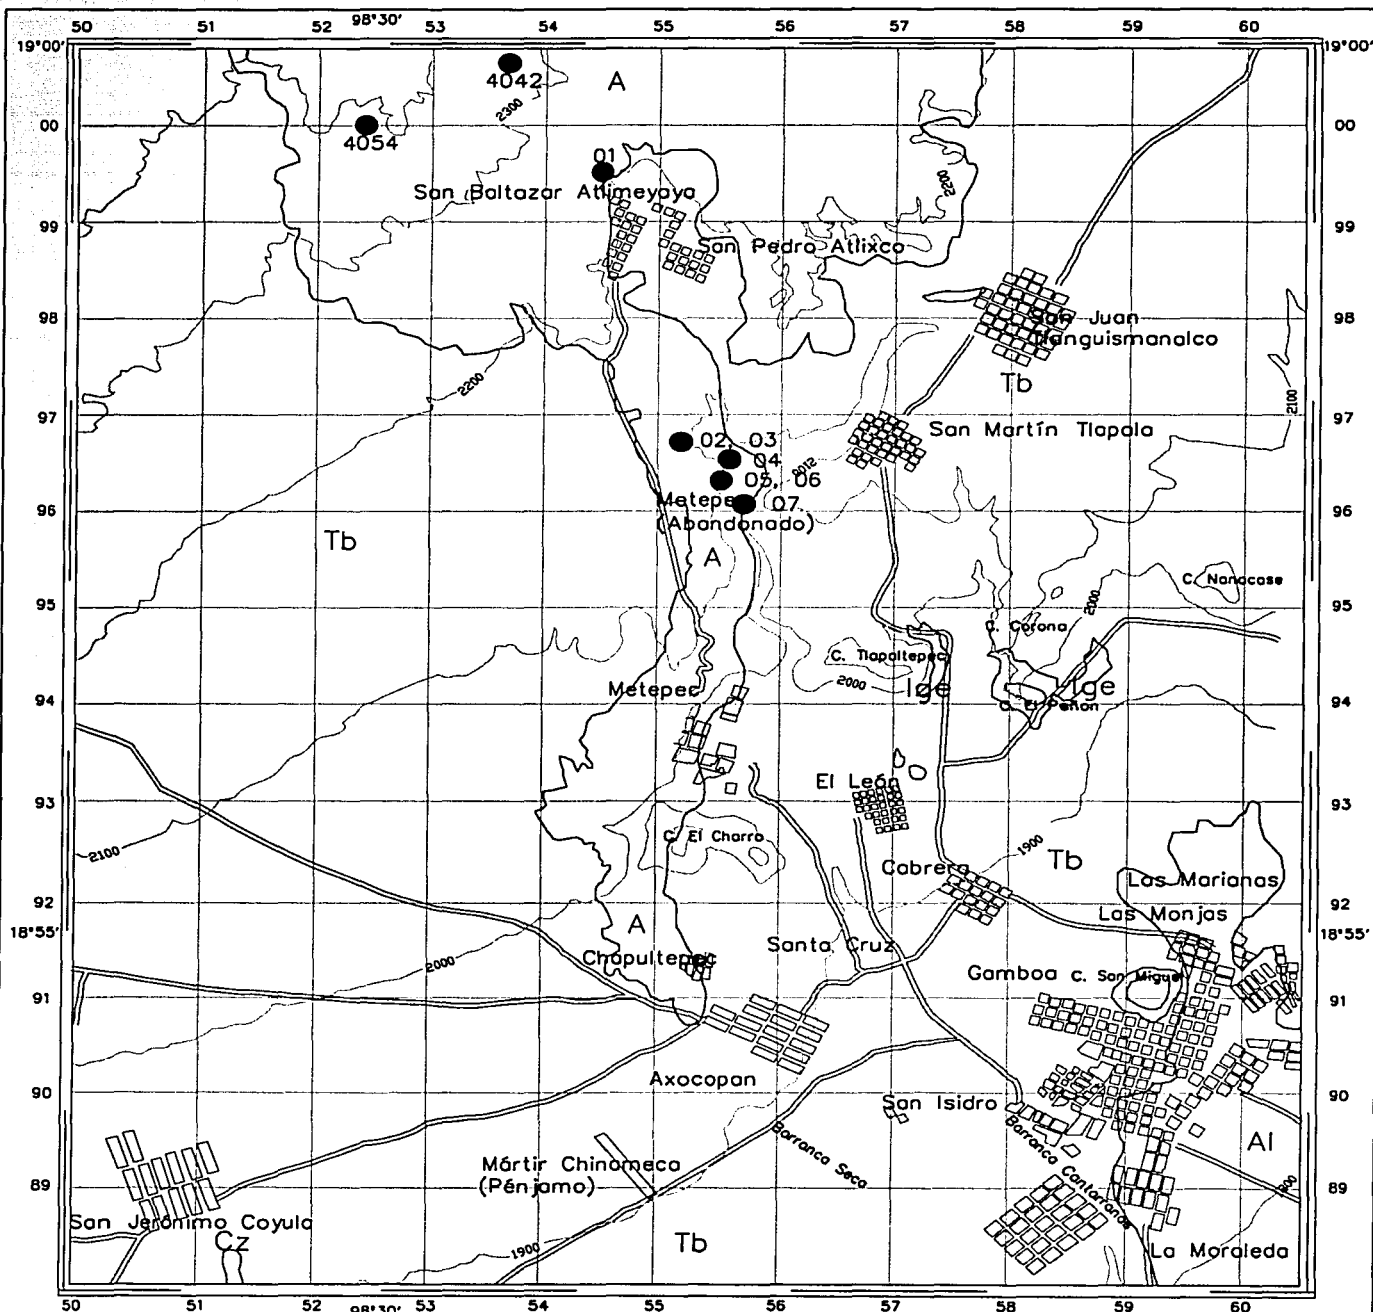 50 51 52 98°30' 53 54 55 56 57 58 59 60
19°00' 19°00'
4042 A
2300
00 00
4054
01
San Baltazar Atlimeyaya
2200
99 99
San Pedro Atlixco
98 San Juan 98
Tianguismanalco
2200 Tb
2100
97 97
02, 03 San Martín Tlapala
04
05, 06
Metepec 07
96 96
(Abandonado)
Tb A
C. Nanacase
95 2000 95
C. Corona
C. Tlapaltepec
Metepec 2000 Ige Ige
94 C. El Peñon 94
El León
93 93
C. El Charro
2100 1900
Cabrera Tb
Las Marianas
92 Las Monjas 92
A
18°55' Santa Cruz 18°55'
Chapultepec
2000 Gamboa C. San Miguel
91 91
Axocopan
90 San Isidro 90
Barranca Seca Barranca Cantarranas Al
Mártir Chinameca
89 (Pénjamo) 89
San Jerónimo Coyula
Cz Tb
1900 La Moraleda
50 51 52 98°30' 53 54 55 56 57 58 59 60